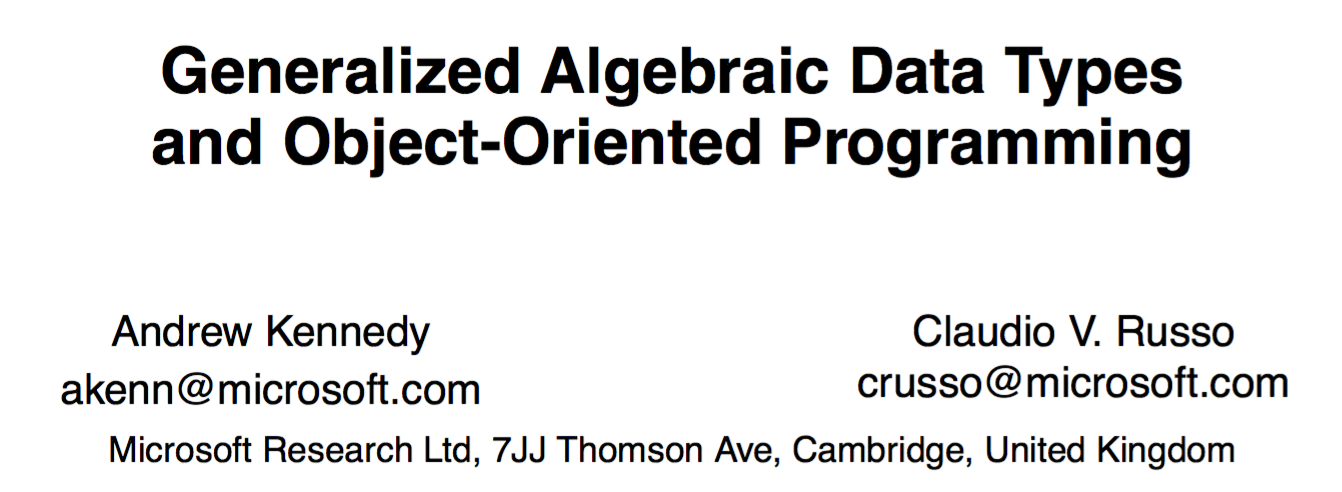 Generalized Algebraic Data Types
and Object-Oriented Programming
Andrew Kennedy
akenn@microsoft.com
Claudio V. Russo
crusso@microsoft.com
Microsoft Research Ltd, 7JJ Thomson Ave, Cambridge, United Kingdom